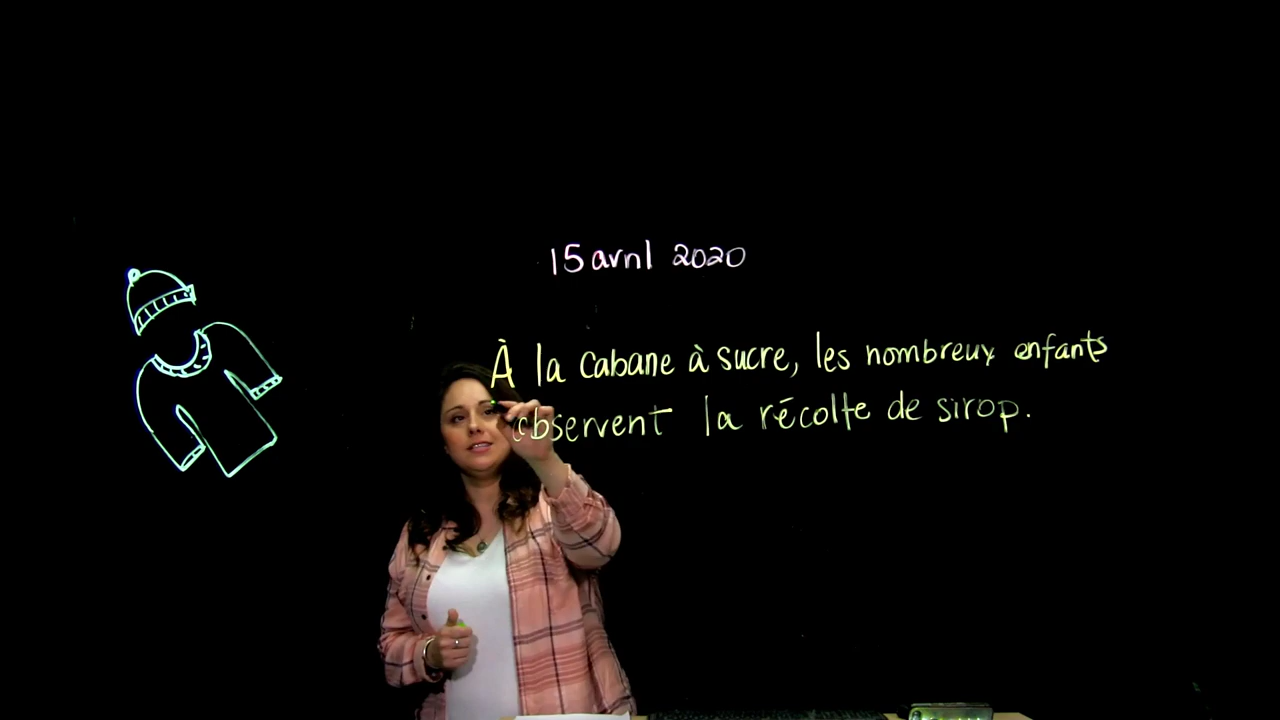 15 avril 2020
À la cabane à sucre, les nombreux enfants
observent la récolte de sirop.